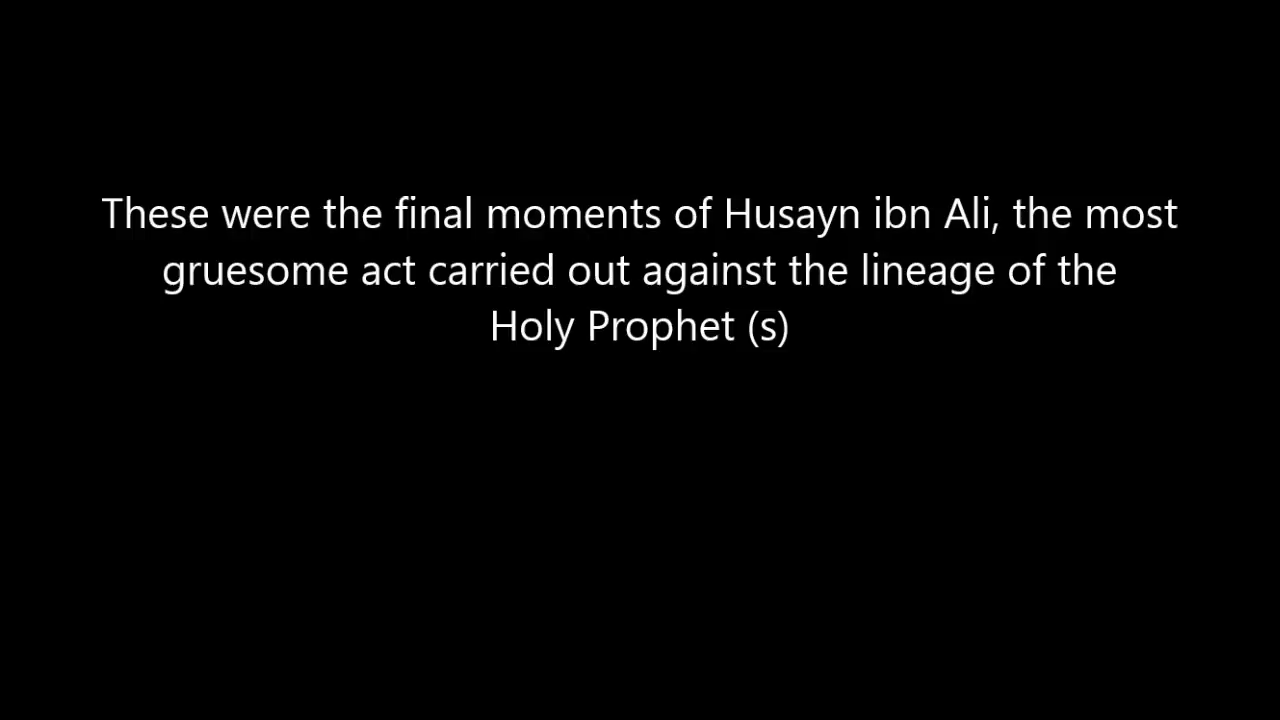 These were the final moments of Husayn ibn Ali, the most
gruesome act carried out against the lineage of the
Holy Prophet (s)